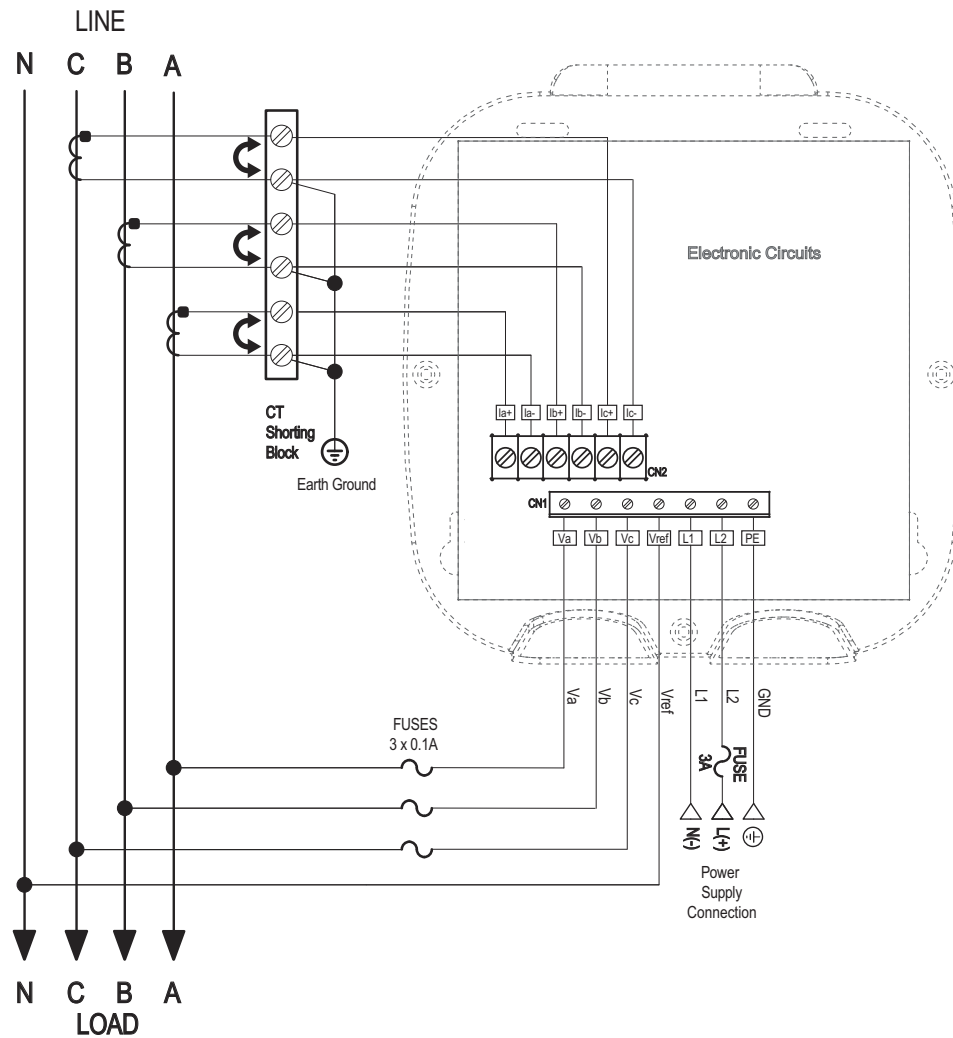 LINE
N C B A
Electronic Circuits
CT
Shorting
Block
Earth Ground
Ia+ Ia- Ib+ Ib- Ic+ Ic-
CN2
CN1
Va Vb Vc Vref L1 L2 PE
Va Vb Vc Vref L1 L2 GND
FUSES
3 x 0.1A
FUSE
3A
N(-) L(+)
Power
Supply
Connection
N C B A
LOAD